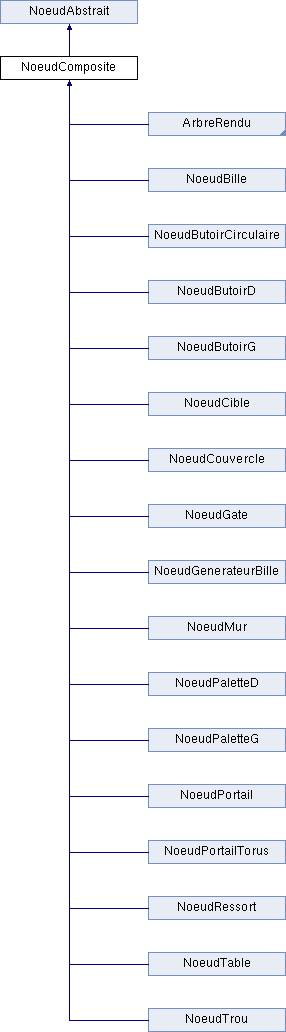 NoeudAbstrait
NoeudComposite
ArbreRendu
NoeudBille
NoeudButoirCirculaire
NoeudButoirD
NoeudButoirG
NoeudCible
NoeudCouvercle
NoeudGate
NoeudGenerateurBille
NoeudMur
NoeudPaletteD
NoeudPaletteG
NoeudPortail
NoeudPortailTorus
NoeudRessort
NoeudTable
NoeudTrou